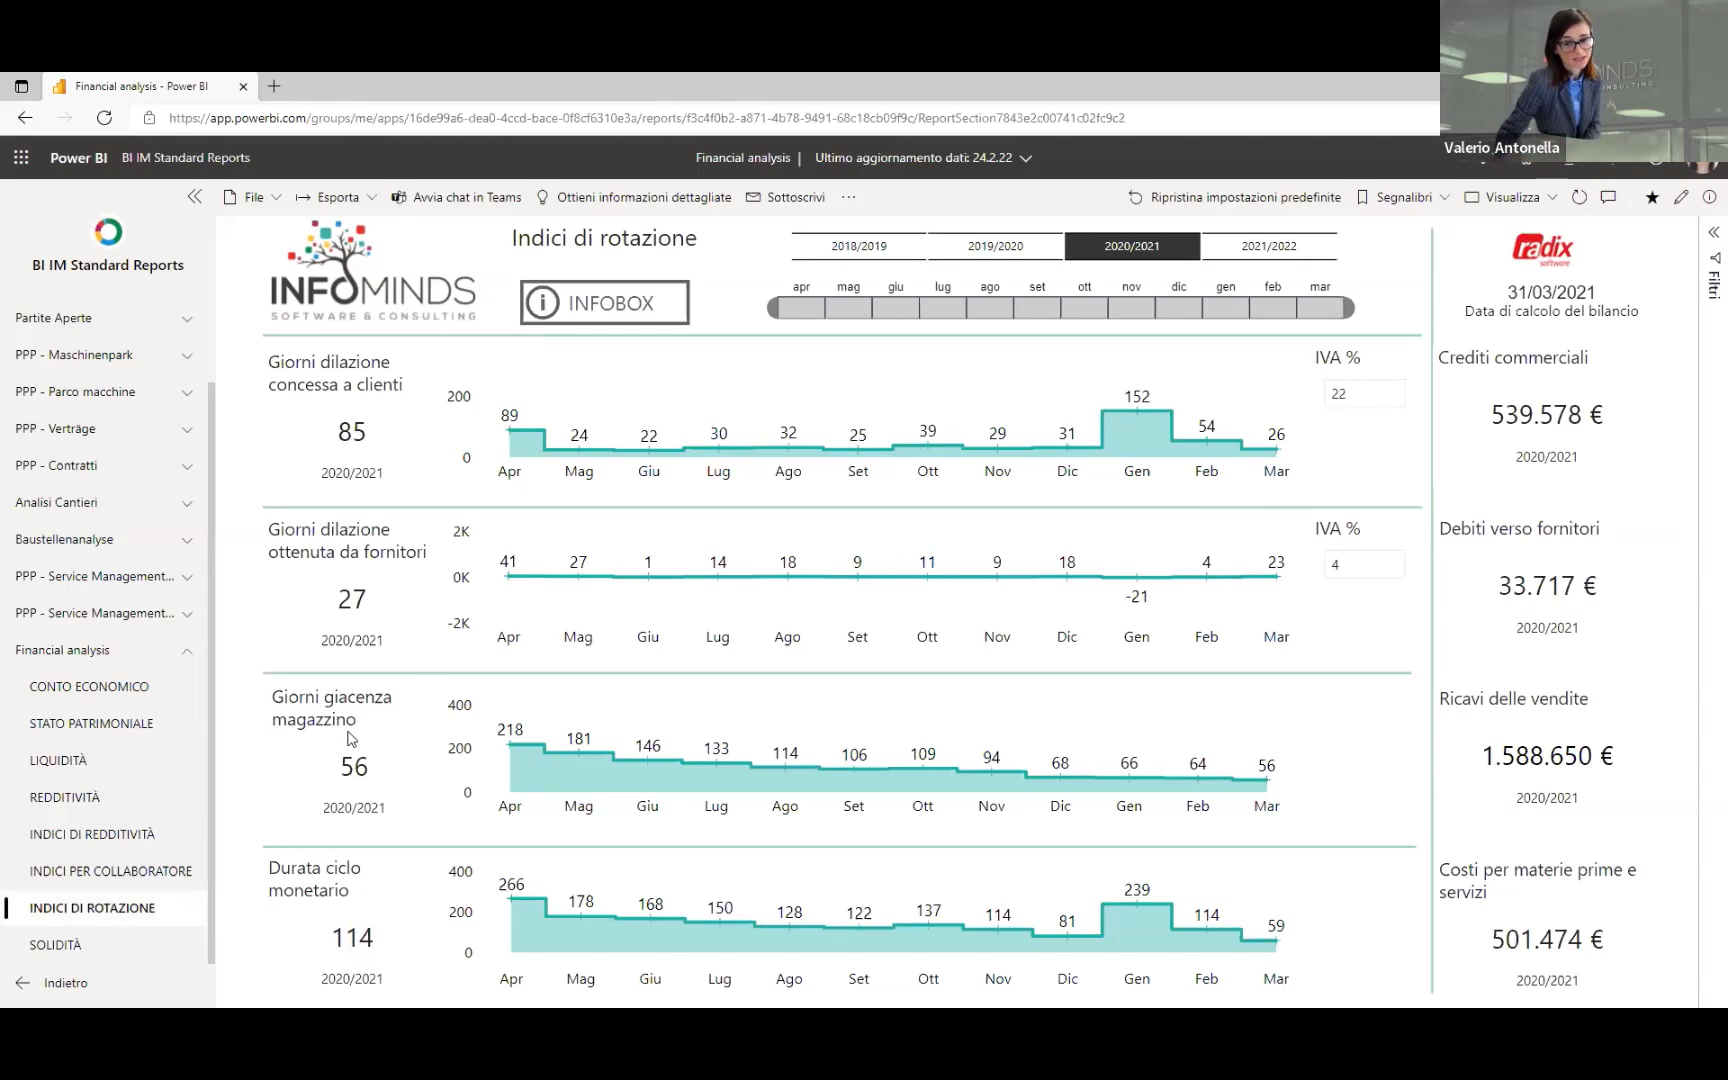 Financial analysis - Power BI
https://app.powerbi.com/groups/me/apps/16de99a6-dea0-4ccd-bace-0f8cf6310e3a/reports/f3c4f0b2-a871-4b78-9491-68c18cb09f9c/ReportSection7843e2c00741c02fc9c2
INDS
CONSULTING
Valerio Antonella
Power BI BI IM Standard Reports
Financial analysis | Ultimo aggiornamento dati: 24.2.22
File Esporta Avvia chat in Teams Ottieni informazioni dettagliate Sottoscrivi ...
Ripristina impostazioni predefinite Segnalibri Visualizza
BI IM Standard Reports
Partite Aperte
PPP - Maschinenpark
PPP - Parco macchine
PPP - Verträge
PPP - Contratti
Analisi Cantieri
Baustellenanalyse
PPP - Service Management...
PPP - Service Management...
Financial analysis
CONTO ECONOMICO
STATO PATRIMONIALE
LIQUIDITÀ
REDDITIVITÀ
INDICI DI REDDITIVITÀ
INDICI PER COLLABORATORE
INDICI DI ROTAZIONE
SOLIDITÀ
Indietro
INFOMINDS
SOFTWARE & CONSULTING
Indici di rotazione
INFOBOX
2018/2019 2019/2020 2020/2021 2021/2022
apr mag giu lug ago set ott nov dic gen feb mar
Giorni dilazione
concessa a clienti
85
2020/2021
200
0
89 24 22 30 32 25 39 29 31 152 54 26
Apr Mag Giu Lug Ago Set Ott Nov Dic Gen Feb Mar
IVA %
22
Giorni dilazione
ottenuta da fornitori
27
2020/2021
2K
0K
-2K
41 27 1 14 18 9 11 9 18 -21 4 23
Apr Mag Giu Lug Ago Set Ott Nov Dic Gen Feb Mar
IVA %
4
Giorni giacenza
magazzino
56
2020/2021
400
200
0
218 181 146 133 114 106 109 94 68 66 64 56
Apr Mag Giu Lug Ago Set Ott Nov Dic Gen Feb Mar
Durata ciclo
monetario
114
2020/2021
400
200
0
266 178 168 150 128 122 137 114 81 239 114 59
Apr Mag Giu Lug Ago Set Ott Nov Dic Gen Feb Mar
radix
software
31/03/2021
Data di calcolo del bilancio
Crediti commerciali
539.578 €
2020/2021
Debiti verso fornitori
33.717 €
2020/2021
Ricavi delle vendite
1.588.650 €
2020/2021
Costi per materie prime e
servizi
501.474 €
2020/2021
Filtri